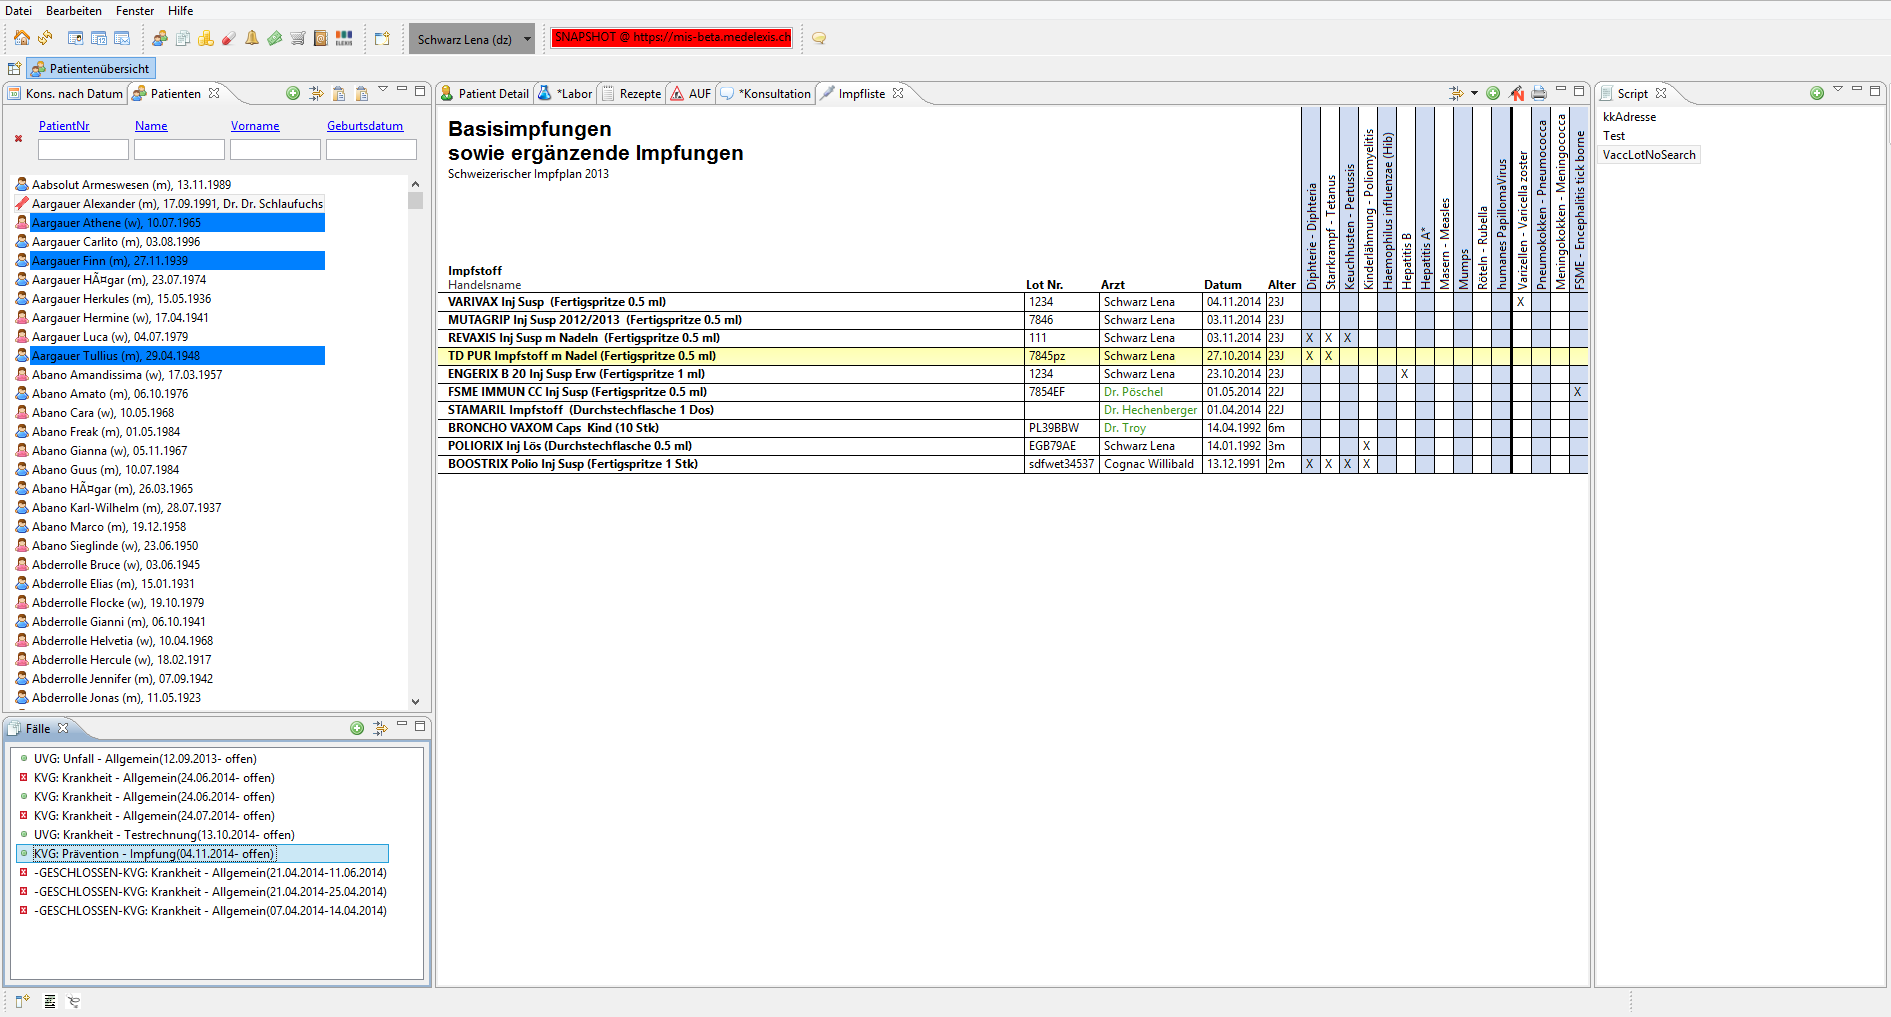 Datei Bearbeiten Fenster Hilfe
Schwarz Lena (dz)
SNAPSHOT @ https://mis-beta.medelexis.ch
Patientenübersicht
Kons. nach Datum Patienten
PatientNr Name Vorname Geburtsdatum
Aabsolut Armeswesen (m), 13.11.1989
Aargauer Alexander (m), 17.09.1991, Dr. Dr. Schlaufuchs
Aargauer Athene (w), 10.07.1965
Aargauer Carlito (m), 03.08.1996
Aargauer Finn (m), 27.11.1939
Aargauer HÃ¤gar (m), 23.07.1974
Aargauer Herkules (m), 15.05.1936
Aargauer Hermine (w), 17.04.1941
Aargauer Luca (w), 04.07.1979
Aargauer Tullius (m), 29.04.1948
Abano Amandissima (w), 17.03.1957
Abano Amato (m), 06.10.1976
Abano Cara (w), 10.05.1968
Abano Freak (m), 01.05.1984
Abano Gianna (w), 05.11.1967
Abano Guus (m), 10.07.1984
Abano HÃ¤gar (m), 26.03.1965
Abano Karl-Wilhelm (m), 28.07.1937
Abano Marco (m), 19.12.1958
Abano Sieglinde (w), 23.06.1950
Abderrolle Bruce (w), 03.06.1945
Abderrolle Elias (m), 15.01.1931
Abderrolle Flocke (w), 19.10.1979
Abderrolle Gianni (m), 06.10.1941
Abderrolle Helvetia (w), 10.04.1968
Abderrolle Hercule (w), 18.02.1917
Abderrolle Jennifer (m), 07.09.1942
Abderrolle Jonas (m), 11.05.1923
Fälle
UVG: Unfall - Allgemein(12.09.2013- offen)
KVG: Krankheit - Allgemein(24.06.2014- offen)
KVG: Krankheit - Allgemein(24.06.2014- offen)
KVG: Krankheit - Allgemein(24.07.2014- offen)
UVG: Krankheit - Testrechnung(13.10.2014- offen)
KVG: Prävention - Impfung(04.11.2014- offen)
-GESCHLOSSEN-KVG: Krankheit - Allgemein(21.04.2014-11.06.2014)
-GESCHLOSSEN-KVG: Krankheit - Allgemein(21.04.2014-25.04.2014)
-GESCHLOSSEN-KVG: Krankheit - Allgemein(07.04.2014-14.04.2014)
Patient Detail *Labor Rezepte AUF *Konsultation Impfliste
Basisimpfungen
sowie ergänzende Impfungen
Schweizerischer Impfplan 2013
Impfstoff
Handelsname Lot Nr. Arzt Datum Alter
Diphterie - Diphteria
Starrkrampf - Tetanus
Keuchhusten - Pertussis
Kinderlähmung - Poliomyelitis
Haemophilus influenzae (Hib)
Hepatitis B
Hepatitis A*
Masern - Measles
Mumps
Röteln - Rubella
humanes PapillomaVirus
Varizellen - Varicella zoster
Pneumokokken - Pneumococca
Meningokokken - Meningococca
FSME - Encephalitis tick borne
VARIVAX Inj Susp (Fertigspritze 0.5 ml) 1234 Schwarz Lena 04.11.2014 23J X
MUTAGRIP Inj Susp 2012/2013 (Fertigspritze 0.5 ml) 7846 Schwarz Lena 03.11.2014 23J
REVAXIS Inj Susp m Nadeln (Fertigspritze 0.5 ml) 111 Schwarz Lena 03.11.2014 23J X X X
TD PUR Impfstoff m Nadel (Fertigspritze 0.5 ml) 7845pz Schwarz Lena 27.10.2014 23J X X
ENGERIX B 20 Inj Susp Erw (Fertigspritze 1 ml) 1234 Schwarz Lena 23.10.2014 23J X
FSME IMMUN CC Inj Susp (Fertigspritze 0.5 ml) 7854EF Dr. Pöschel 01.05.2014 22J X
STAMARIL Impfstoff (Durchstechflasche 1 Dos) Dr. Hechenberger 01.04.2014 22J
BRONCHO VAXOM Caps Kind (10 Stk) PL39BBW Dr. Troy 14.04.1992 6m
POLIORIX Inj Lös (Durchstechflasche 0.5 ml) EGB79AE Schwarz Lena 14.01.1992 3m X
BOOSTRIX Polio Inj Susp (Fertigspritze 1 Stk) sdfwet34537 Cognac Willibald 13.12.1991 2m X X X X
Script
kkAdresse
Test
VaccLotNoSearch